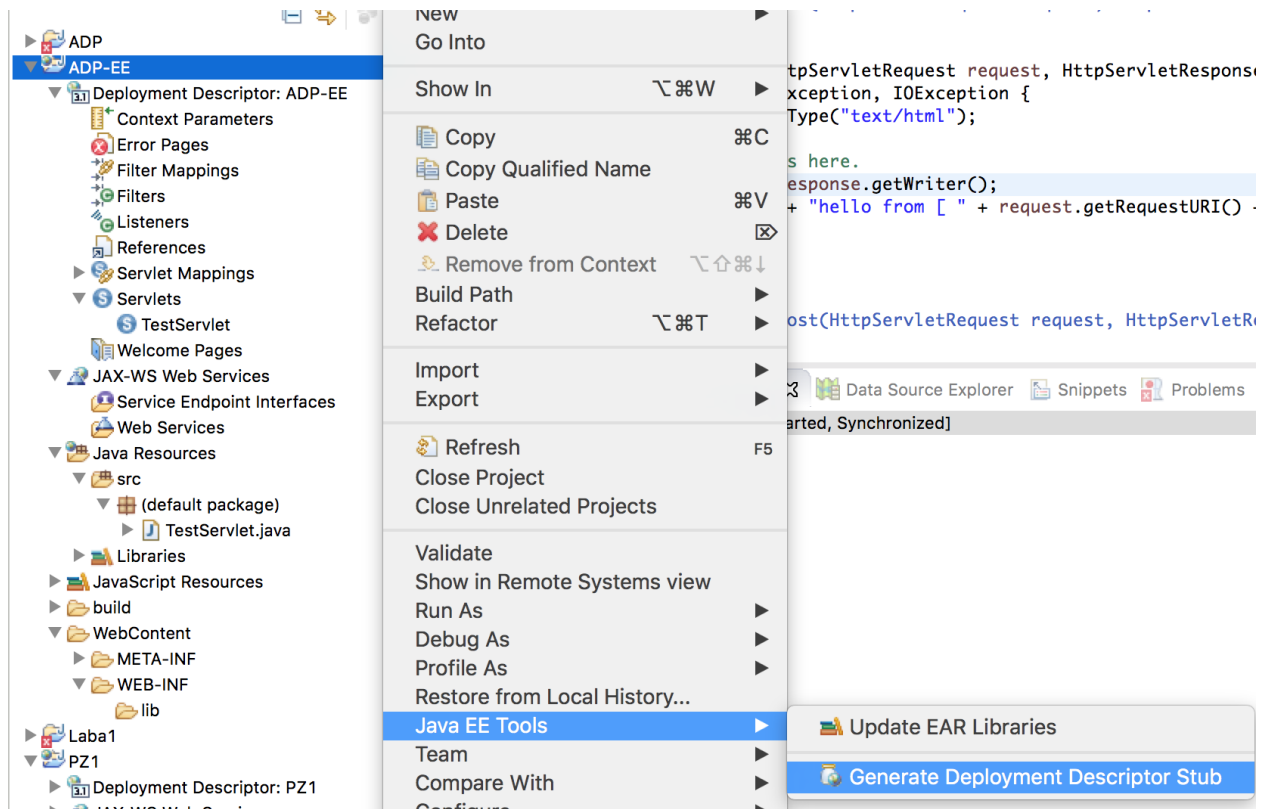 ADP
ADP-EE
3.1 Deployment Descriptor: ADP-EE
Context Parameters
Error Pages
Filter Mappings
Filters
Listeners
References
Servlet Mappings
Servlets
TestServlet
Welcome Pages
JAX-WS Web Services
Service Endpoint Interfaces
Web Services
Java Resources
src
(default package)
TestServlet.java
Libraries
JavaScript Resources
build
WebContent
META-INF
WEB-INF
lib
Laba1
PZ1
3.1 Deployment Descriptor: PZ1
New
Go Into
Show In ⌥⌘W
Copy ⌘C
Copy Qualified Name
Paste ⌘V
Delete ⌦
Remove from Context ⌥⇧⌘↓
Build Path
Refactor ⌥⌘T
Import
Export
Refresh F5
Close Project
Close Unrelated Projects
Validate
Show in Remote Systems view
Run As
Debug As
Profile As
Restore from Local History...
Java EE Tools
Team
Compare With
Update EAR Libraries
Generate Deployment Descriptor Stub
tpServletRequest request, HttpServletResponse
xception, IOException {
Type("text/html");
s here.
esponse.getWriter();
+ "hello from [ " + request.getRequestURI()
ost(HttpServletRequest request, HttpServletRe
Data Source Explorer Snippets Problems
arted, Synchronized]